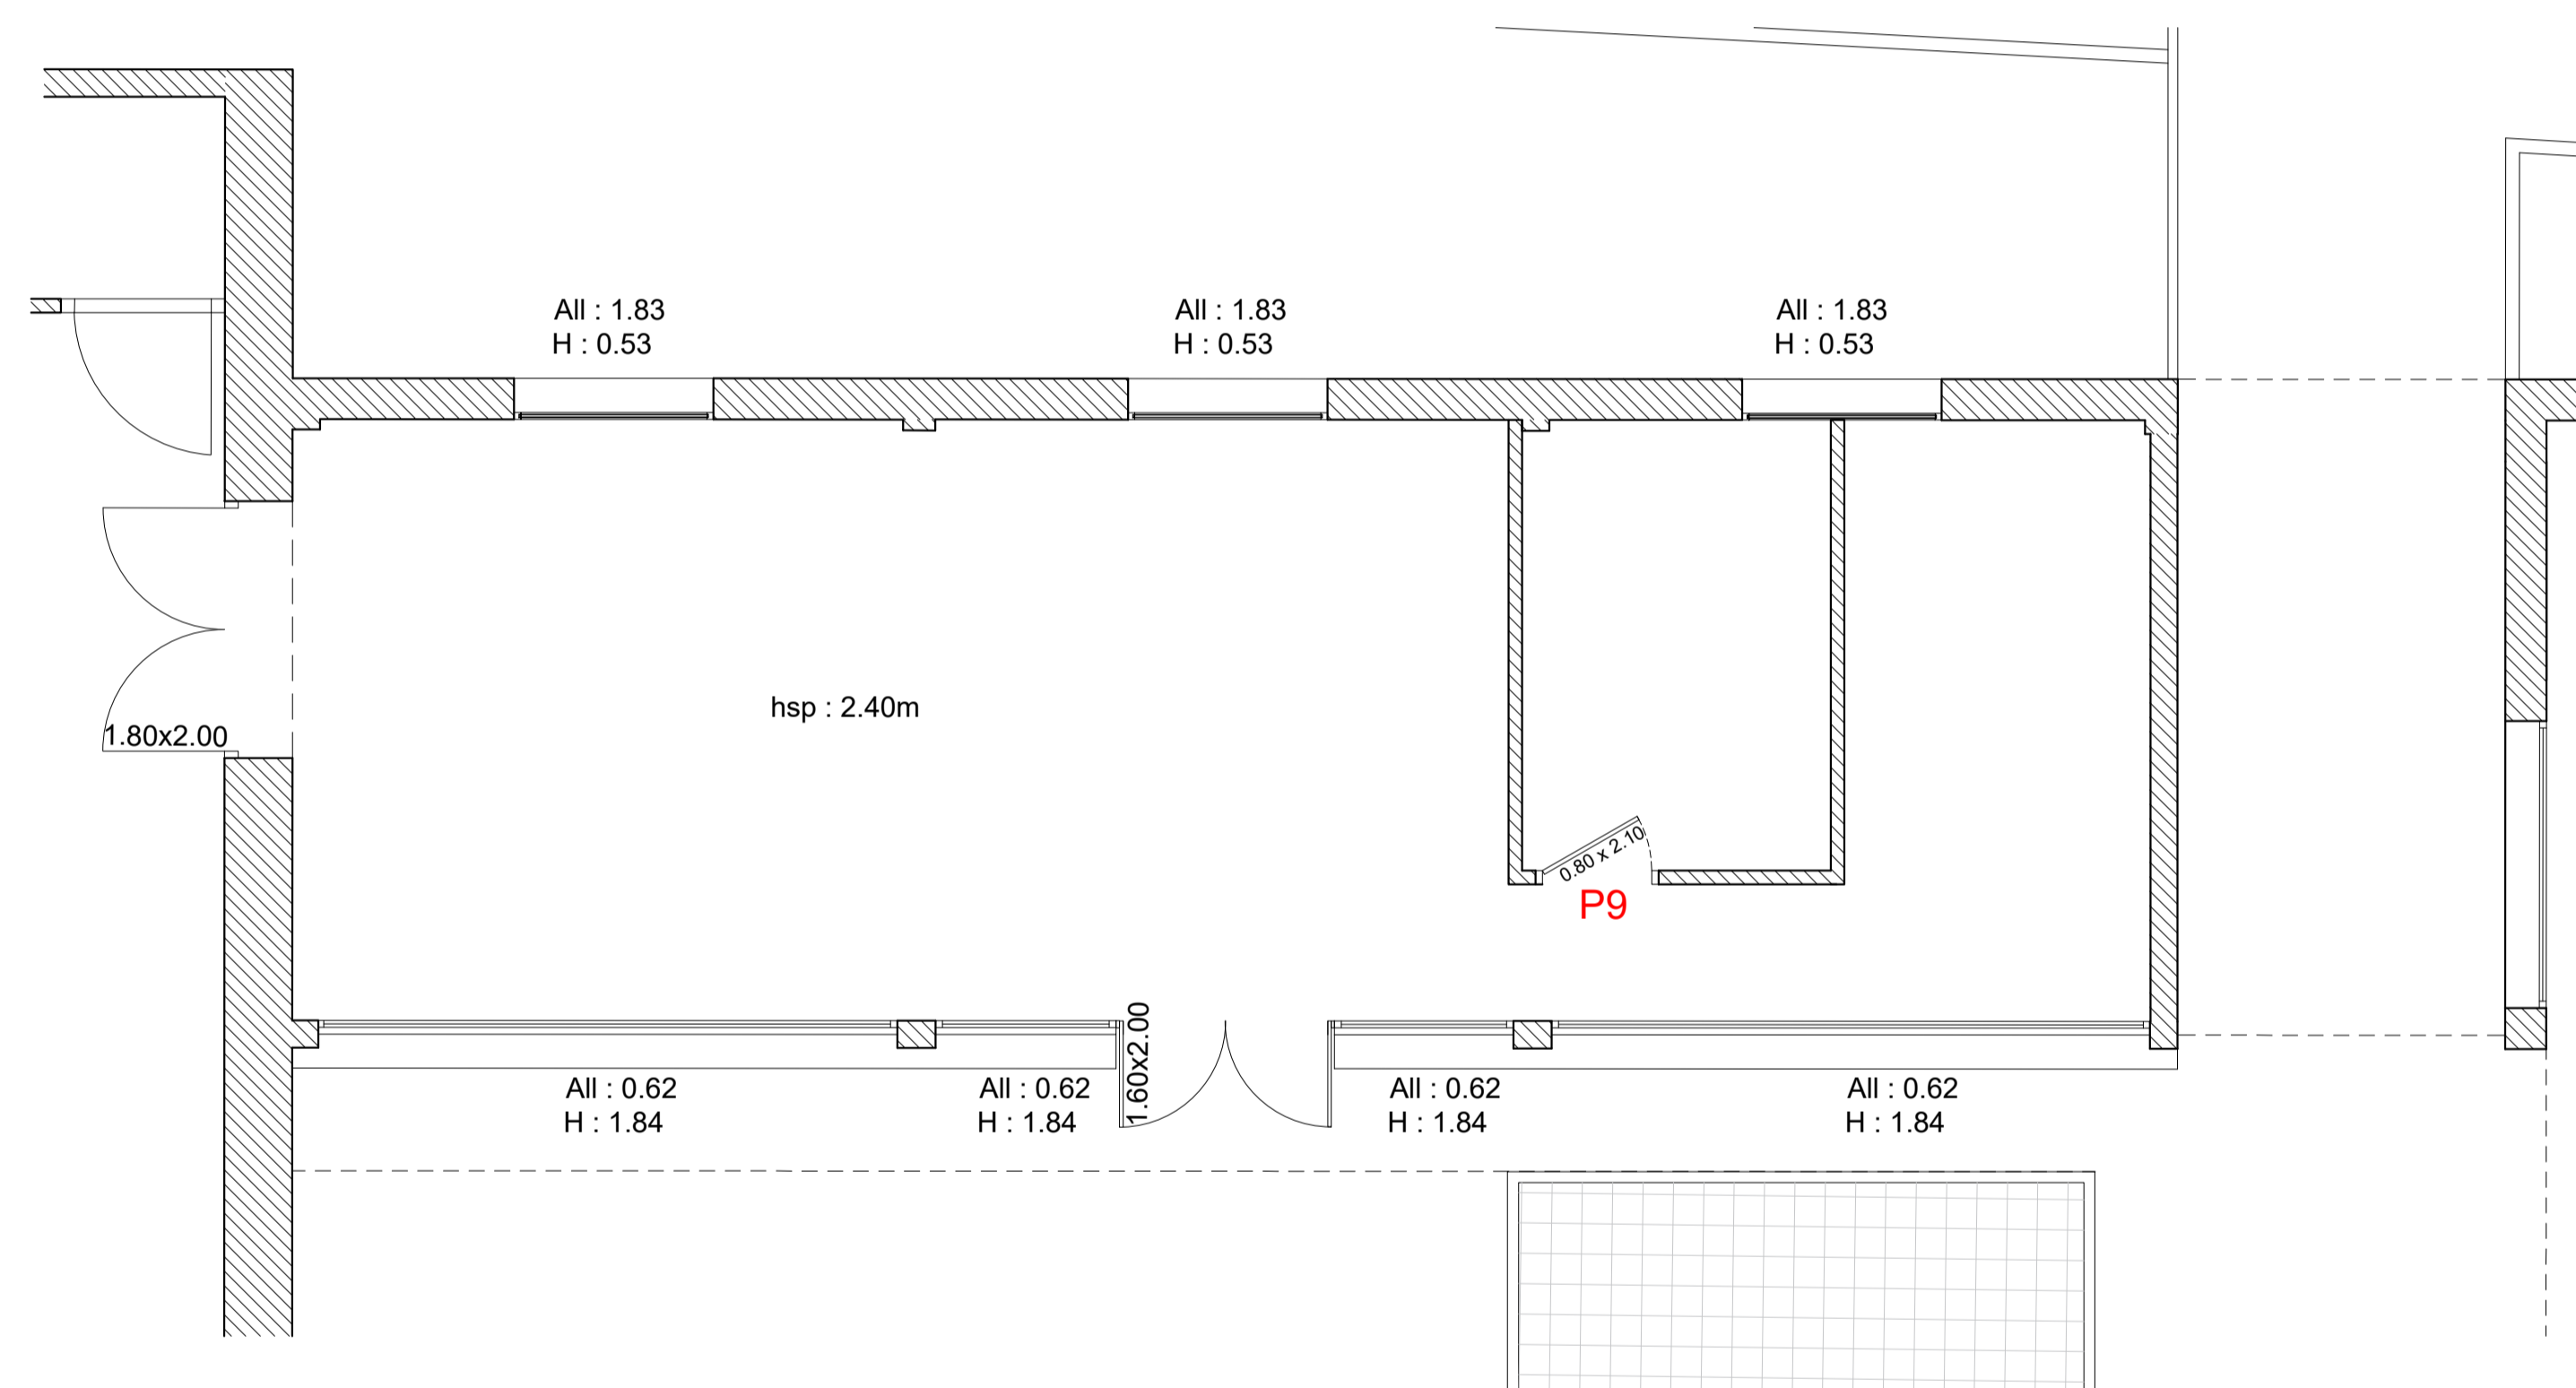 All : 1.83
H : 0.53
All : 1.83
H : 0.53
All : 1.83
H : 0.53
hsp : 2.40m
1.80x2.00
0.80 x 2.10
P9
1.60x2.00
All : 0.62
H : 1.84
All : 0.62
H : 1.84
All : 0.62
H : 1.84
All : 0.62
H : 1.84